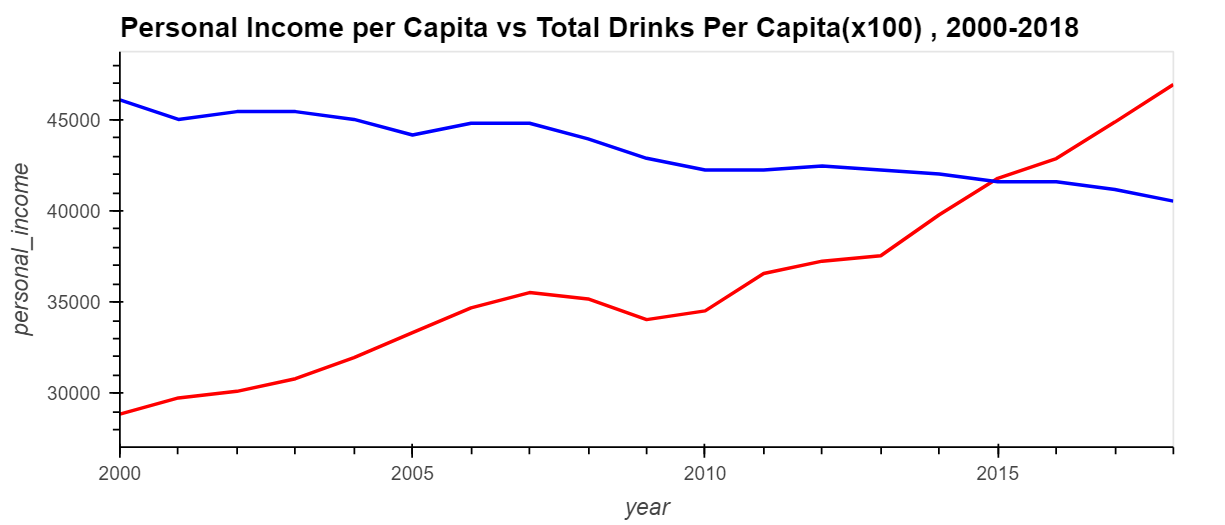 Personal Income per Capita vs Total Drinks Per Capita(x100) , 2000-2018
personal_income
45000
40000
35000
30000
2000 2005 2010 2015
year